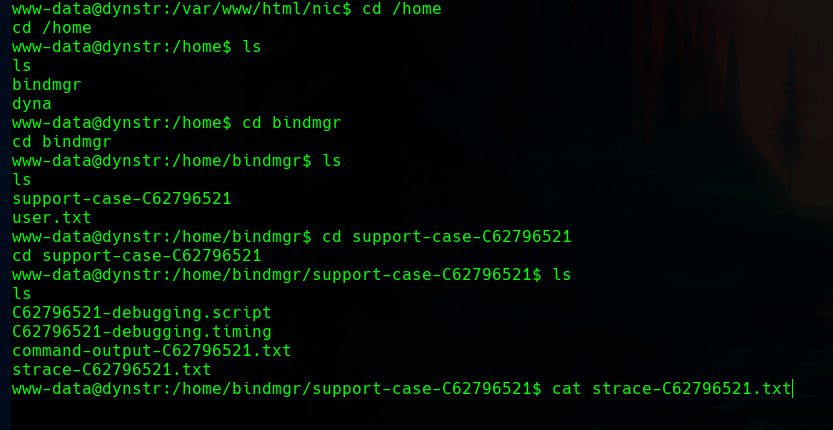 www-data@dynstr:/var/www/html/nic$ cd /home
cd /home
www-data@dynstr:/home$ ls
ls
bindmgr
dyna
www-data@dynstr:/home$ cd bindmgr
cd bindmgr
www-data@dynstr:/home/bindmgr$ ls
ls
support-case-C62796521
user.txt
www-data@dynstr:/home/bindmgr$ cd support-case-C62796521
cd support-case-C62796521
www-data@dynstr:/home/bindmgr/support-case-C62796521$ ls
ls
C62796521-debugging.script
C62796521-debugging.timing
command-output-C62796521.txt
strace-C62796521.txt
www-data@dynstr:/home/bindmgr/support-case-C62796521$ cat strace-C62796521.txt